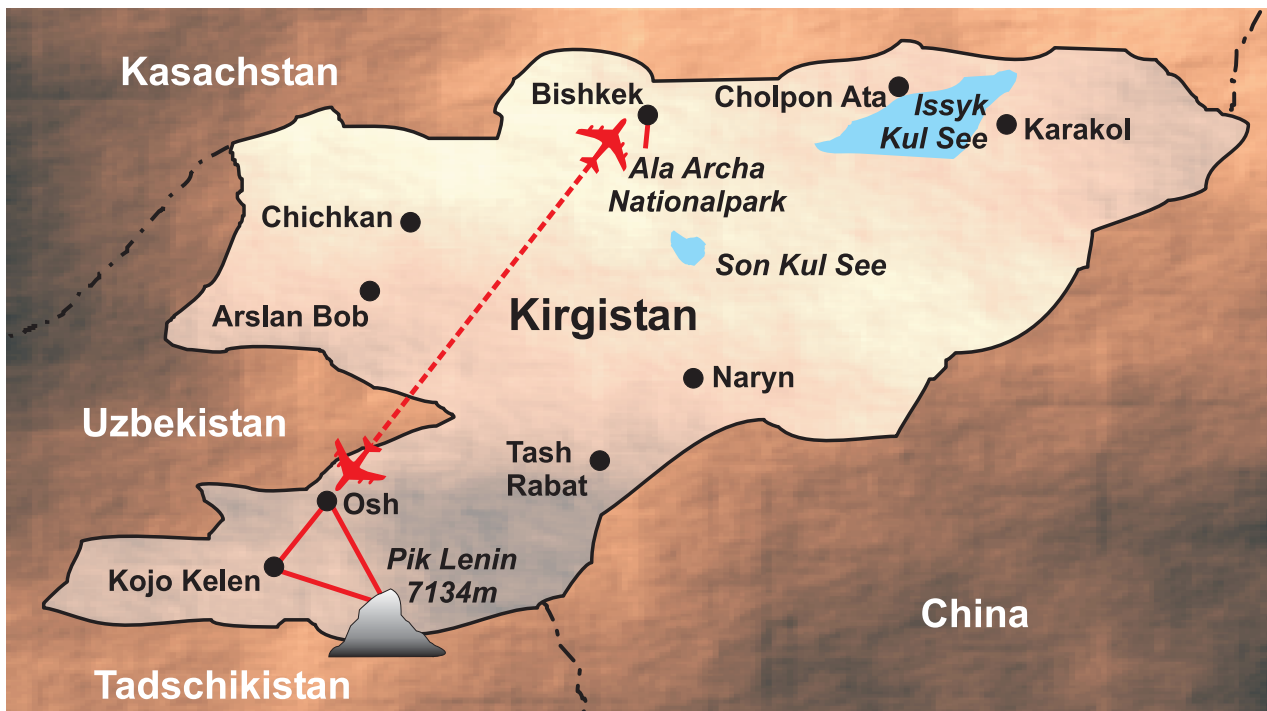 Kasachstan
Bishkek
Cholpon Ata
Issyk
Kul See
Karakol
Ala Archa
Nationalpark
Chichkan
Son Kul See
Arslan Bob
Kirgistan
Naryn
Uzbekistan
Tash
Rabat
Osh
Pik Lenin
7134m
Kojo Kelen
China
Tadschikistan